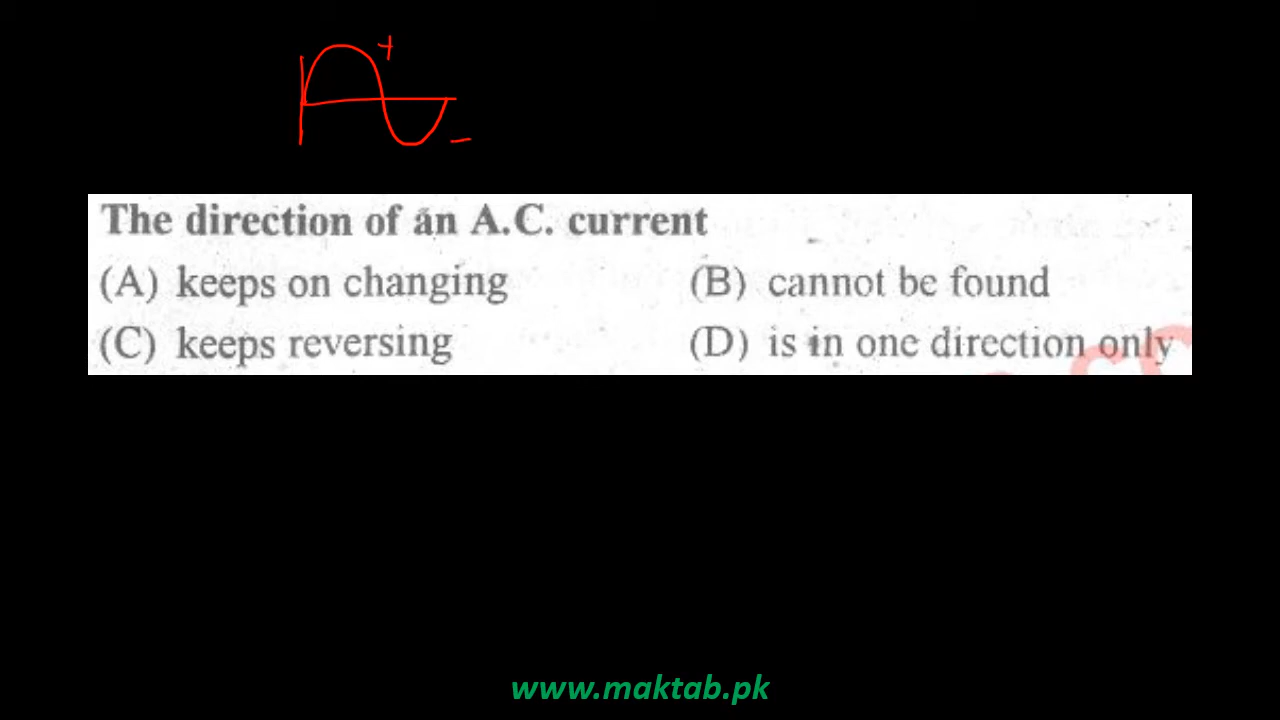 +
–
The direction of an A.C. current
(A) keeps on changing (B) cannot be found
(C) keeps reversing (D) is in one direction only
www.maktab.pk